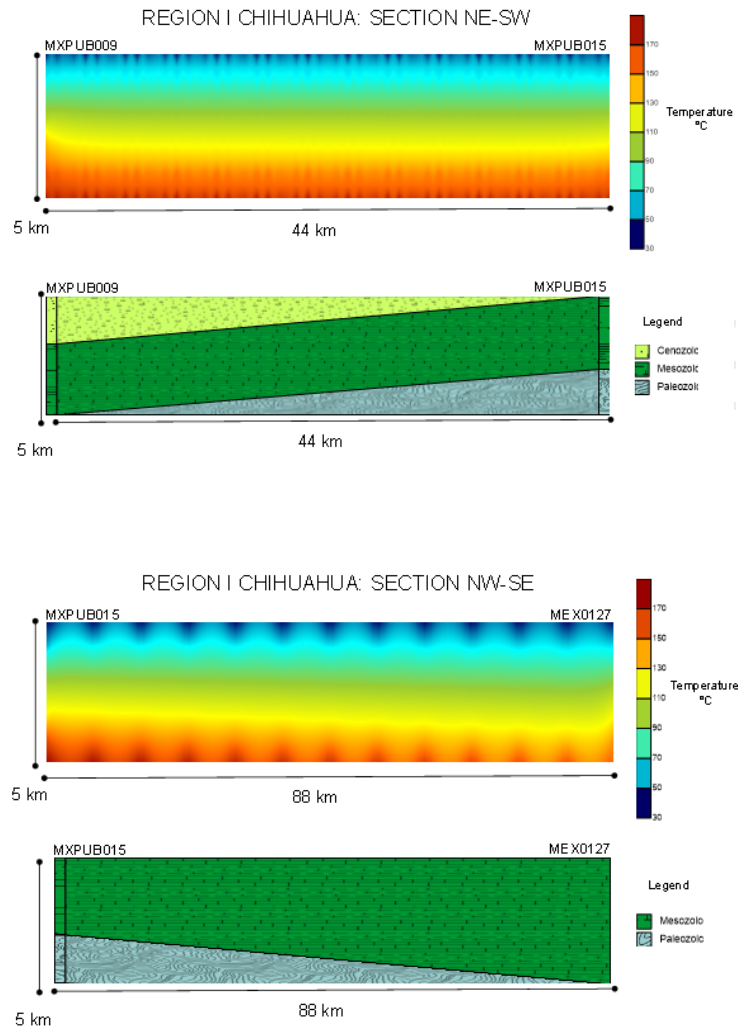 REGION I CHIHUAHUA: SECTION NE-SW
MXPUB009 MXPUB015
170
150
130
110
90
70
50
30
Temperature
ºC
5 km
44 km
MXPUB009 MXPUB015
Legend
Cenozoic
Mesozoic
Paleozoic
5 km
44 km
REGION I CHIHUAHUA: SECTION NW-SE
MXPUB015 MEX0127
170
150
130
110
90
70
50
30
Temperature
ºC
5 km
88 km
MXPUB015 MEX0127
Legend
Mesozoic
Paleozoic
5 km
88 km